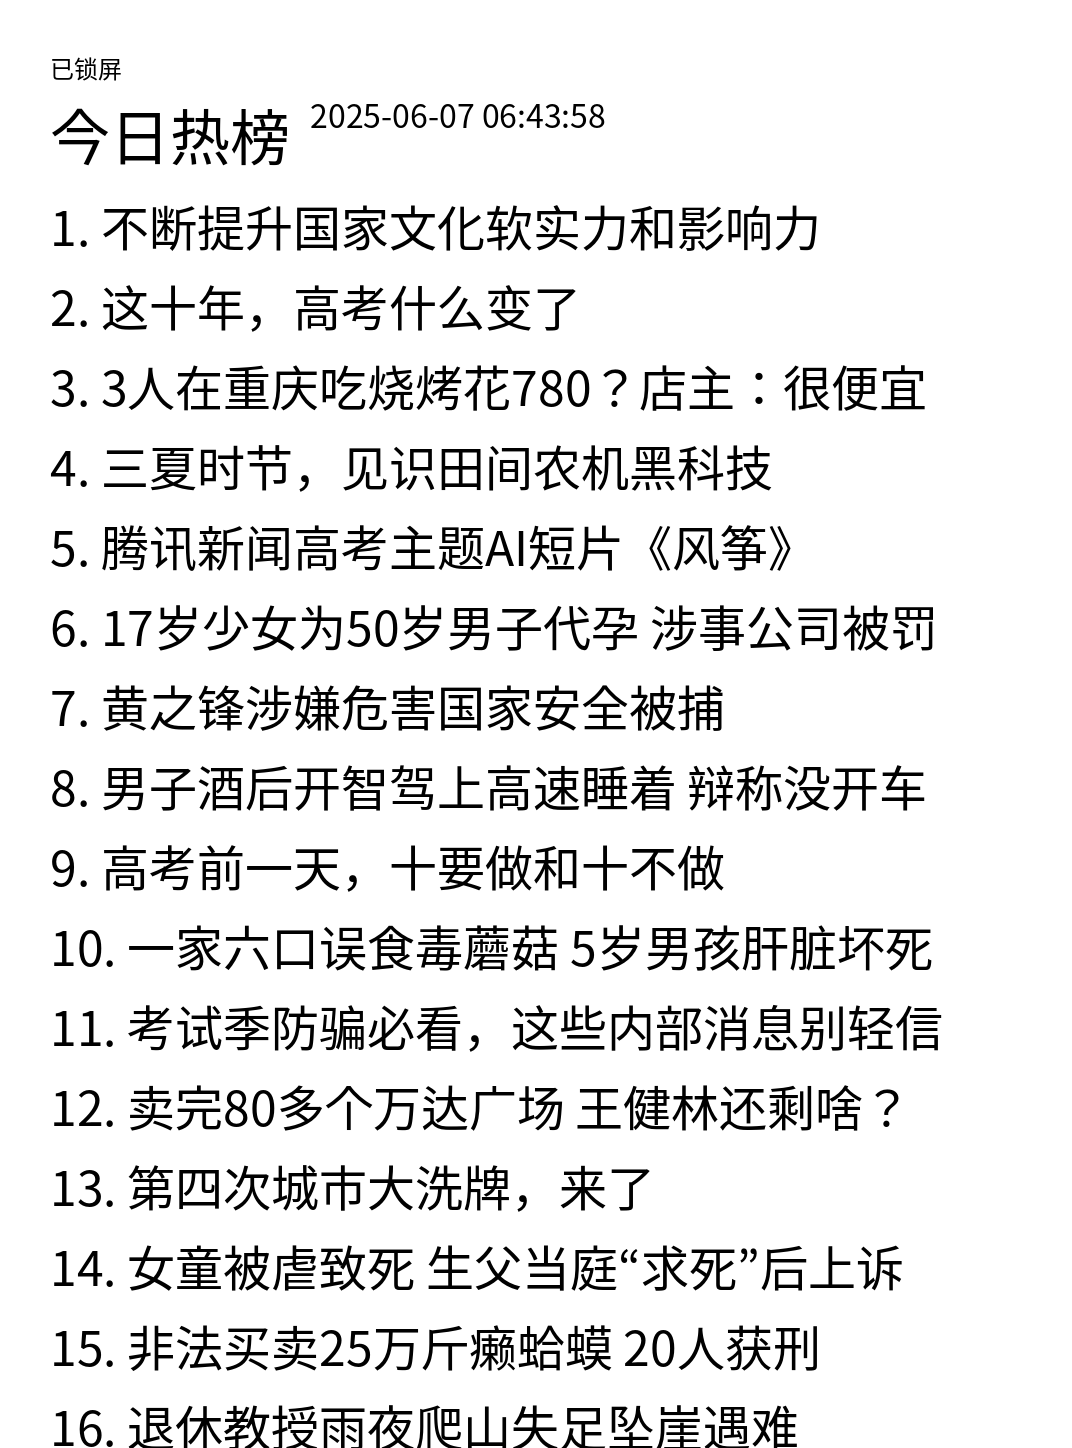 已锁屏
今日热榜 2025-06-07 06:43:58
1. 不断提升国家文化软实力和影响力
2. 这十年，高考什么变了
3. 3人在重庆吃烧烤花780？店主：很便宜
4. 三夏时节，见识田间农机黑科技
5. 腾讯新闻高考主题AI短片《风筝》
6. 17岁少女为50岁男子代孕 涉事公司被罚
7. 黄之锋涉嫌危害国家安全被捕
8. 男子酒后开智驾上高速睡着 辩称没开车
9. 高考前一天，十要做和十不做
10. 一家六口误食毒蘑菇 5岁男孩肝脏坏死
11. 考试季防骗必看，这些内部消息别轻信
12. 卖完80多个万达广场 王健林还剩啥？
13. 第四次城市大洗牌，来了
14. 女童被虐致死 生父当庭“求死”后上诉
15. 非法买卖25万斤癞蛤蟆 20人获刑
16. 退休教授雨夜爬山失足坠崖遇难